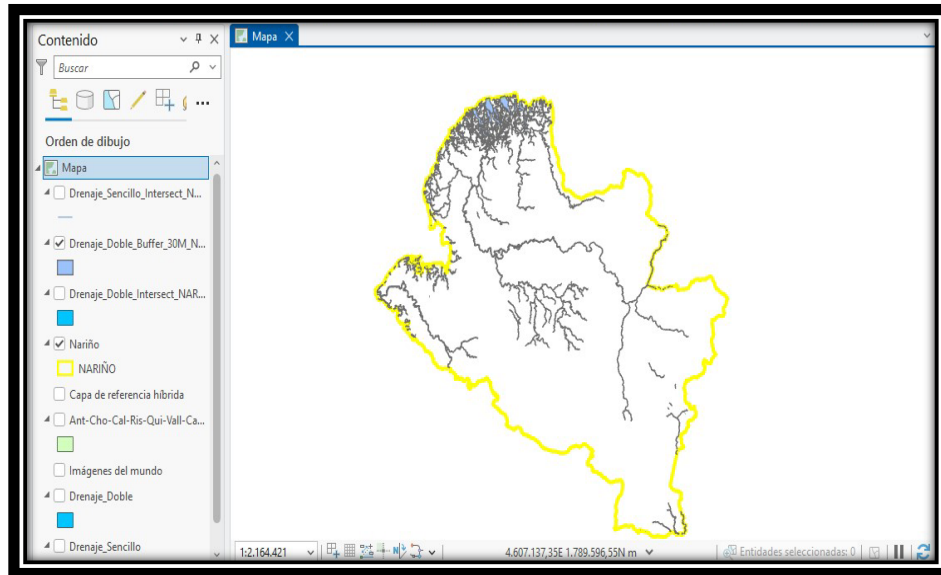 Contenido
Mapa
Buscar
Orden de dibujo
Mapa
Drenaje_Sencillo_Intersect_N...
Drenaje_Doble_Buffer_30M_N...
Drenaje_Doble_Intersect_NAR...
Nariño
NARIÑO
Capa de referencia híbrida
Ant-Cho-Cal-Ris-Qui-Vall-Ca...
Imágenes del mundo
Drenaje_Doble
Drenaje_Sencillo
1:2.164.421
4.607.137,35E 1.789.596,55N m
Entidades seleccionadas: 0